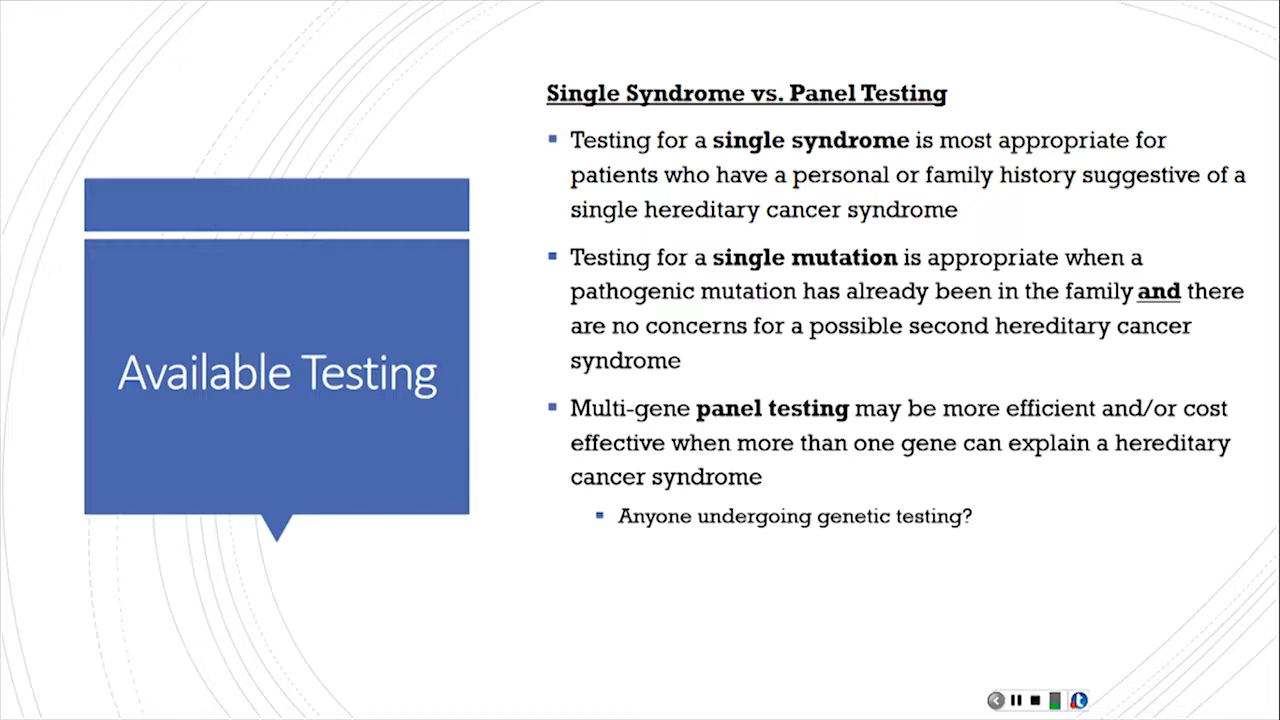 Available Testing
Single Syndrome vs. Panel Testing
Testing for a single syndrome is most appropriate for
patients who have a personal or family history suggestive of a
single hereditary cancer syndrome
Testing for a single mutation is appropriate when a
pathogenic mutation has already been in the family and there
are no concerns for a possible second hereditary cancer
syndrome
Multi-gene panel testing may be more efficient and/or cost
effective when more than one gene can explain a hereditary
cancer syndrome
Anyone undergoing genetic testing?